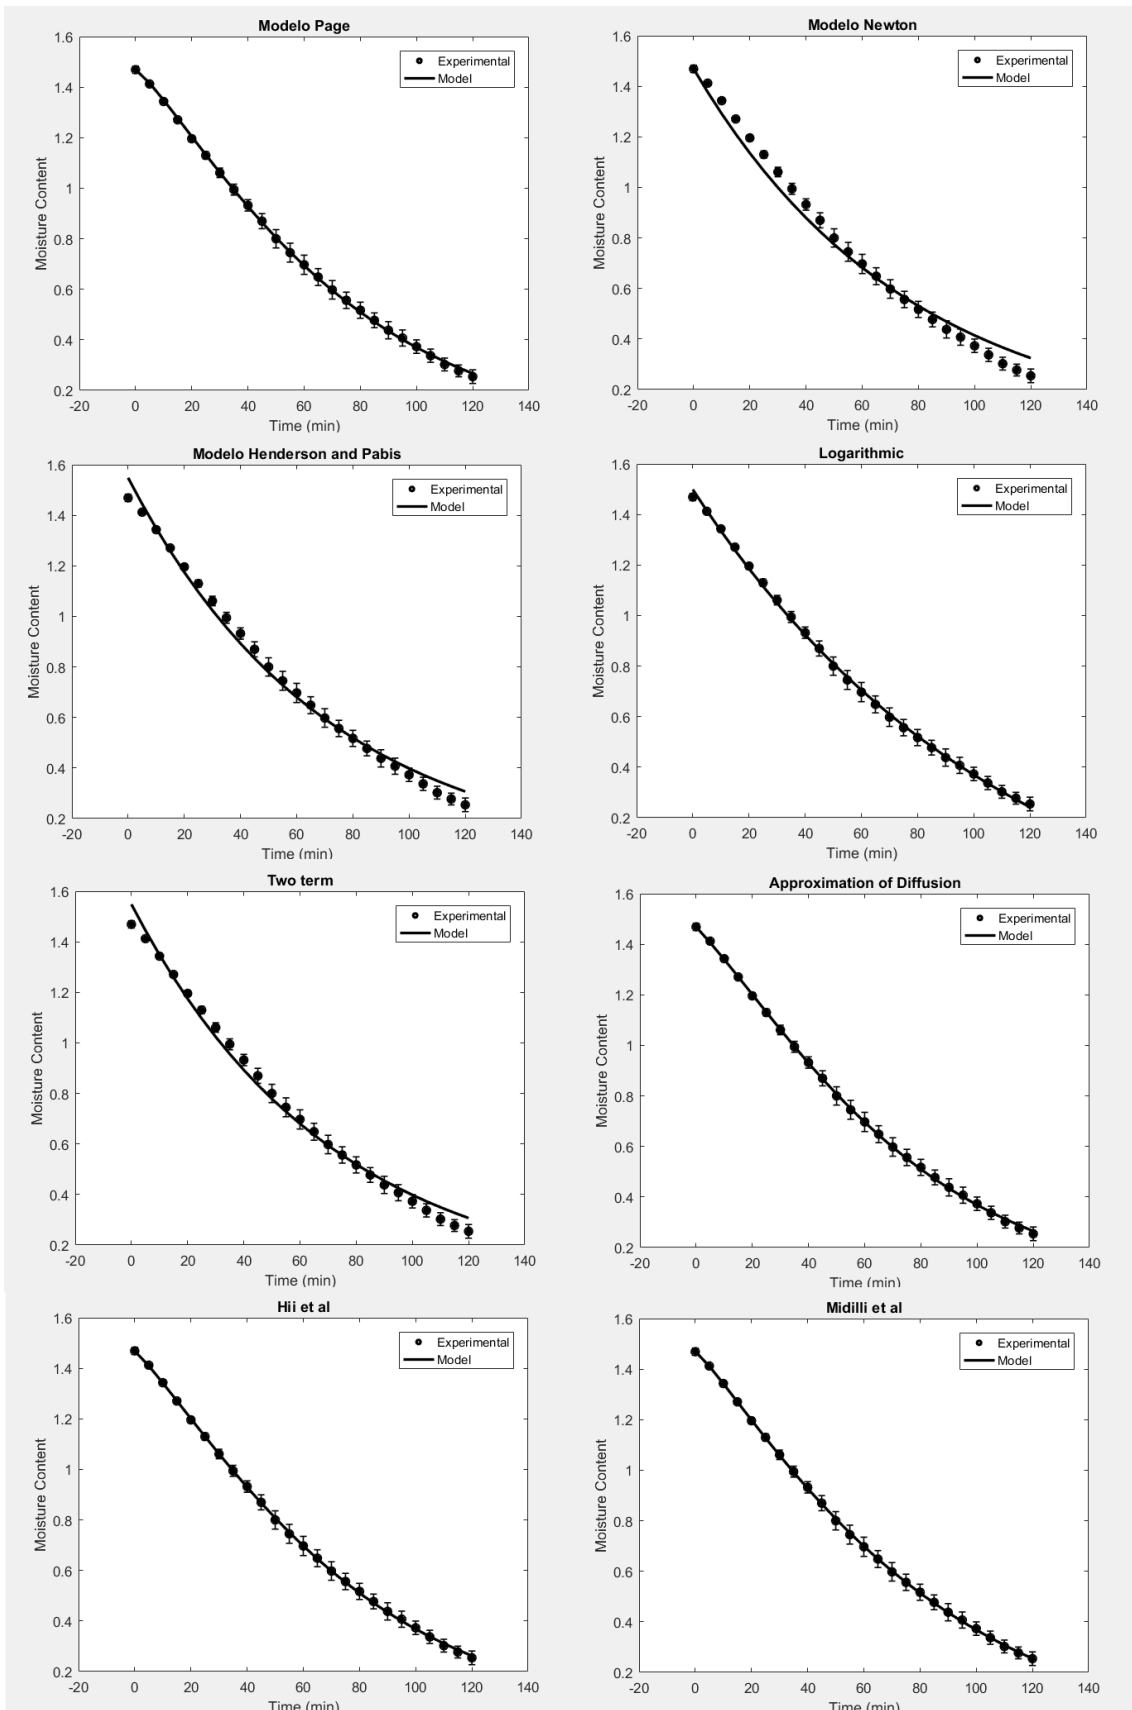 Modelo Page
1.6
1.4
1.2
1
0.8
0.6
0.4
0.2
Moisture Content
Experimental
Model
-20 0 20 40 60 80 100 120 140
Time (min)
Modelo Newton
1.6
1.4
1.2
1
0.8
0.6
0.4
0.2
Moisture Content
Experimental
Model
-20 0 20 40 60 80 100 120 140
Time (min)
Modelo Henderson and Pabis
1.6
1.4
1.2
1
0.8
0.6
0.4
0.2
Moisture Content
Experimental
Model
-20 0 20 40 60 80 100 120 140
Time (min)
Logarithmic
1.6
1.4
1.2
1
0.8
0.6
0.4
0.2
Moisture Content
Experimental
Model
-20 0 20 40 60 80 100 120 140
Time (min)
Two term
1.6
1.4
1.2
1
0.8
0.6
0.4
0.2
Moisture Content
Experimental
Model
-20 0 20 40 60 80 100 120 140
Time (min)
Approximation of Diffusion
1.6
1.4
1.2
1
0.8
0.6
0.4
0.2
Moisture Content
Experimental
Model
-20 0 20 40 60 80 100 120 140
Time (min)
Hii et al
1.6
1.4
1.2
1
0.8
0.6
0.4
0.2
Moisture Content
Experimental
Model
-20 0 20 40 60 80 100 120 140
Time (min)
Midilli et al
1.6
1.4
1.2
1
0.8
0.6
0.4
0.2
Moisture Content
Experimental
Model
-20 0 20 40 60 80 100 120 140
Time (min)